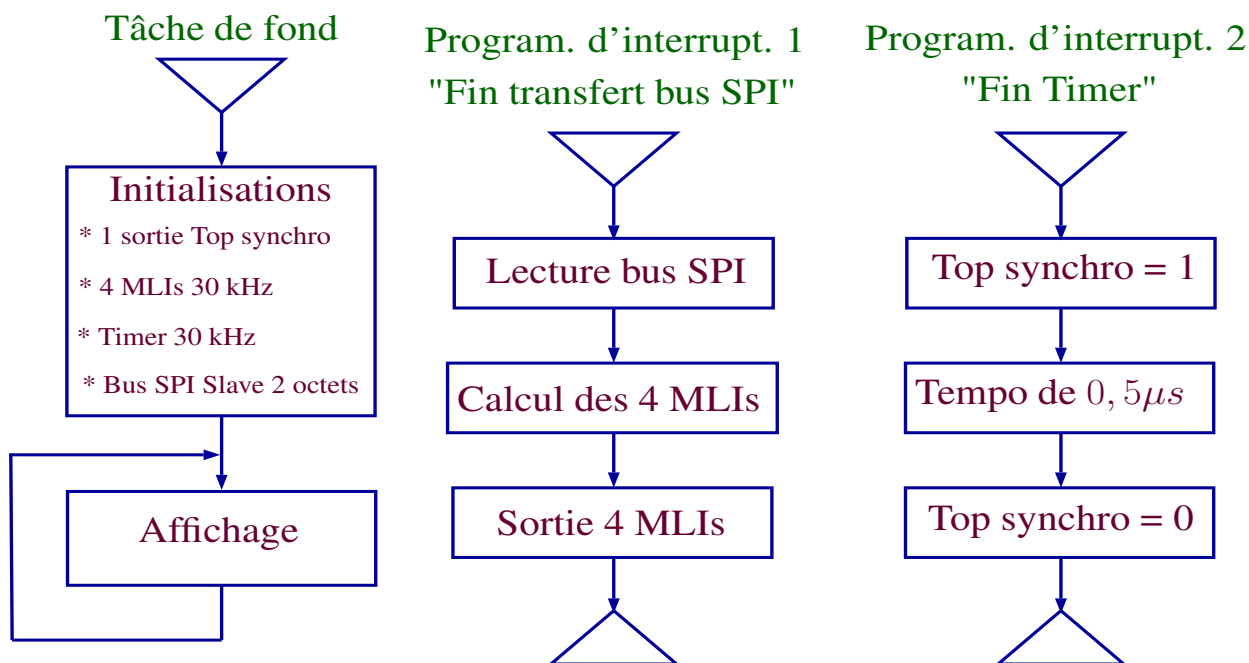 Tâche de fond
Initialisations
* 1 sortie Top synchro
* 4 MLIs 30 kHz
* Timer 30 kHz
* Bus SPI Slave 2 octets
Affichage
Program. d'interrupt. 1
"Fin transfert bus SPI"
Lecture bus SPI
Calcul des 4 MLIs
Sortie 4 MLIs
Program. d'interrupt. 2
"Fin Timer"
Top synchro = 1
Tempo de 0, 5μs
Top synchro = 0